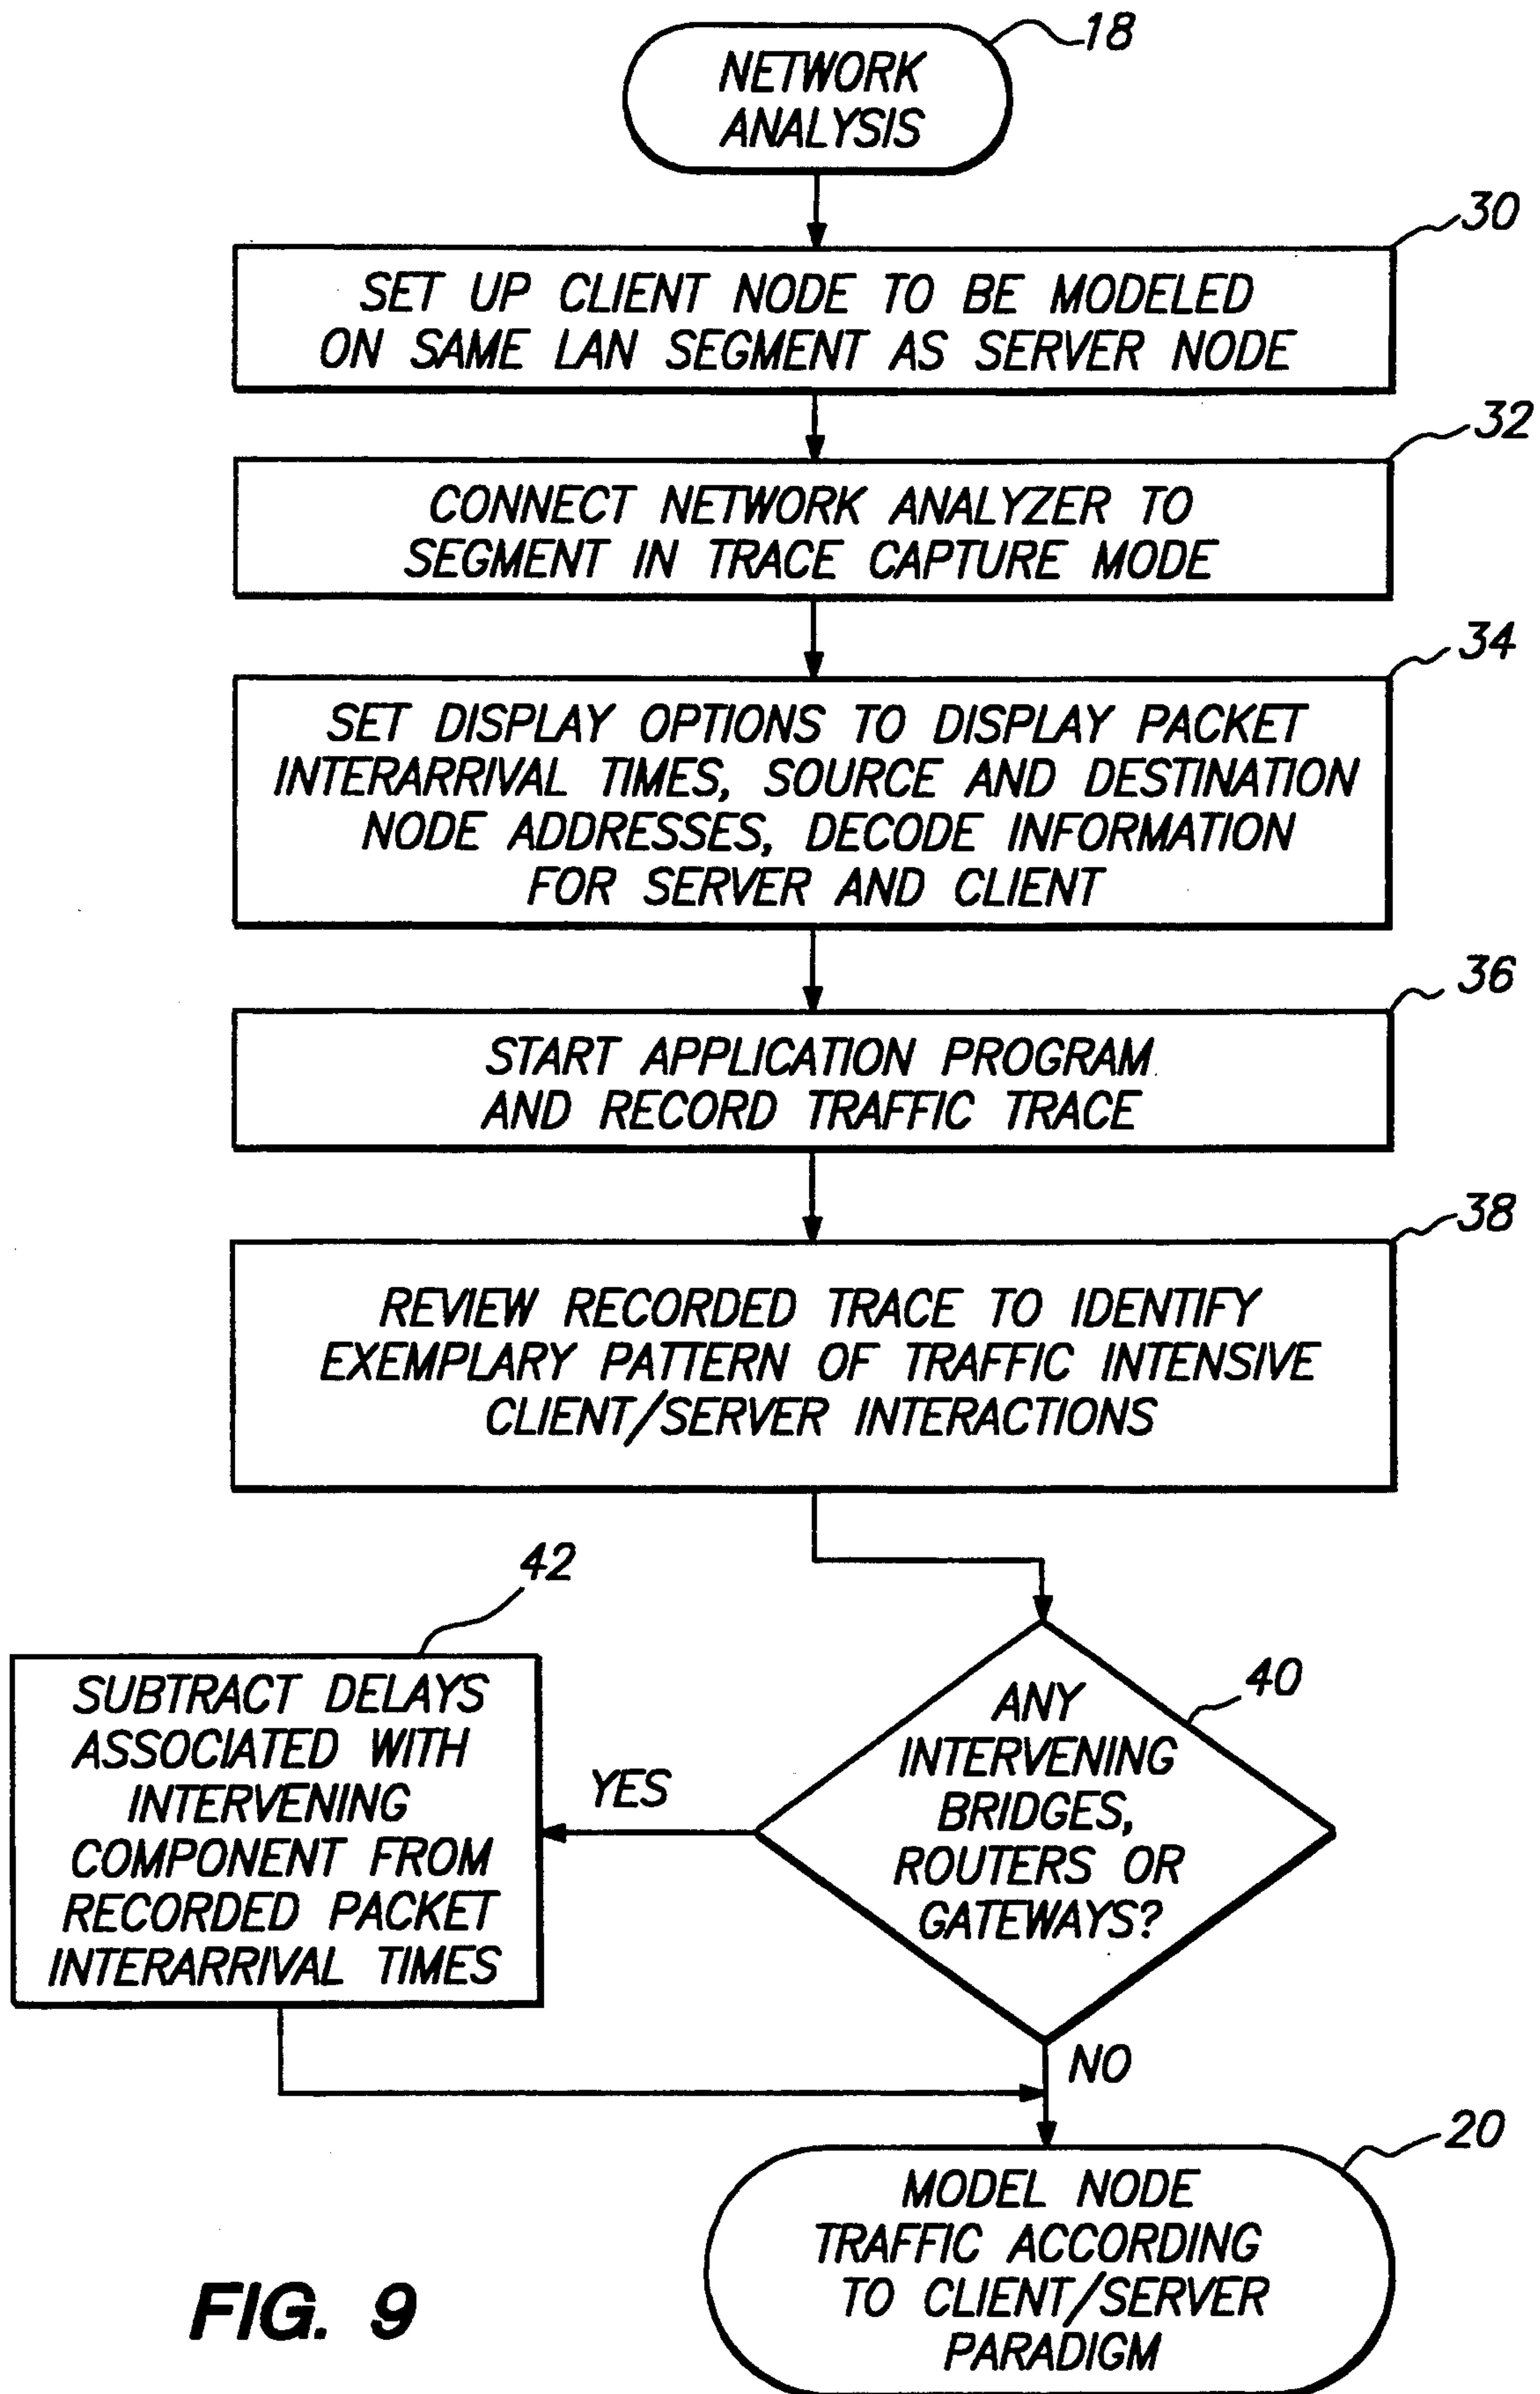 18
NETWORK
ANALYSIS
30
SET UP CLIENT NODE TO BE MODELED
ON SAME LAN SEGMENT AS SERVER NODE
32
CONNECT NETWORK ANALYZER TO
SEGMENT IN TRACE CAPTURE MODE
34
SET DISPLAY OPTIONS TO DISPLAY PACKET
INTERARRIVAL TIMES, SOURCE AND DESTINATION
NODE ADDRESSES, DECODE INFORMATION
FOR SERVER AND CLIENT
36
START APPLICATION PROGRAM
AND RECORD TRAFFIC TRACE
38
REVIEW RECORDED TRACE TO IDENTIFY
EXEMPLARY PATTERN OF TRAFFIC INTENSIVE
CLIENT/SERVER INTERACTIONS
40
ANY
INTERVENING
BRIDGES,
ROUTERS OR
GATEWAYS?
YES
42
SUBTRACT DELAYS
ASSOCIATED WITH
INTERVENING
COMPONENT FROM
RECORDED PACKET
INTERARRIVAL TIMES
NO
20
MODEL NODE
TRAFFIC ACCORDING
TO CLIENT/SERVER
PARADIGM
FIG. 9